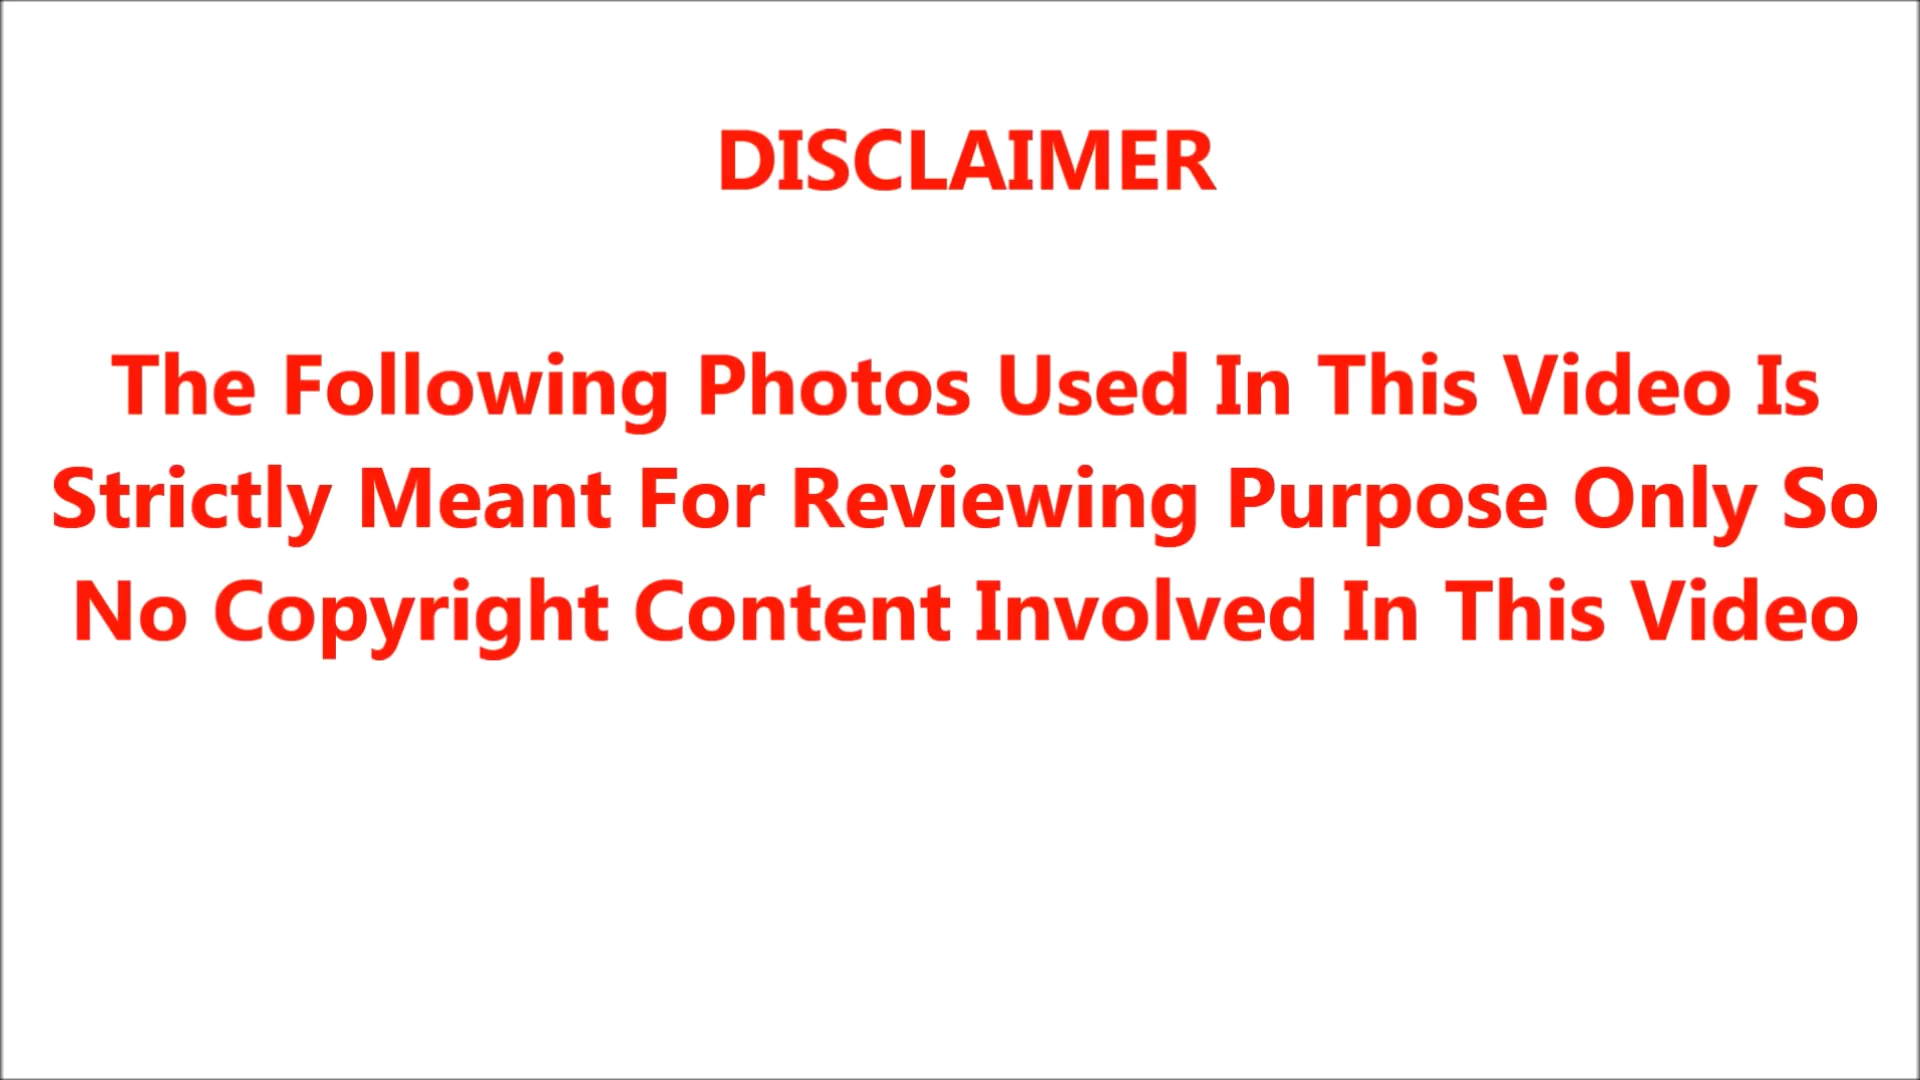 DISCLAIMER
The Following Photos Used In This Video Is
Strictly Meant For Reviewing Purpose Only So
No Copyright Content Involved In This Video